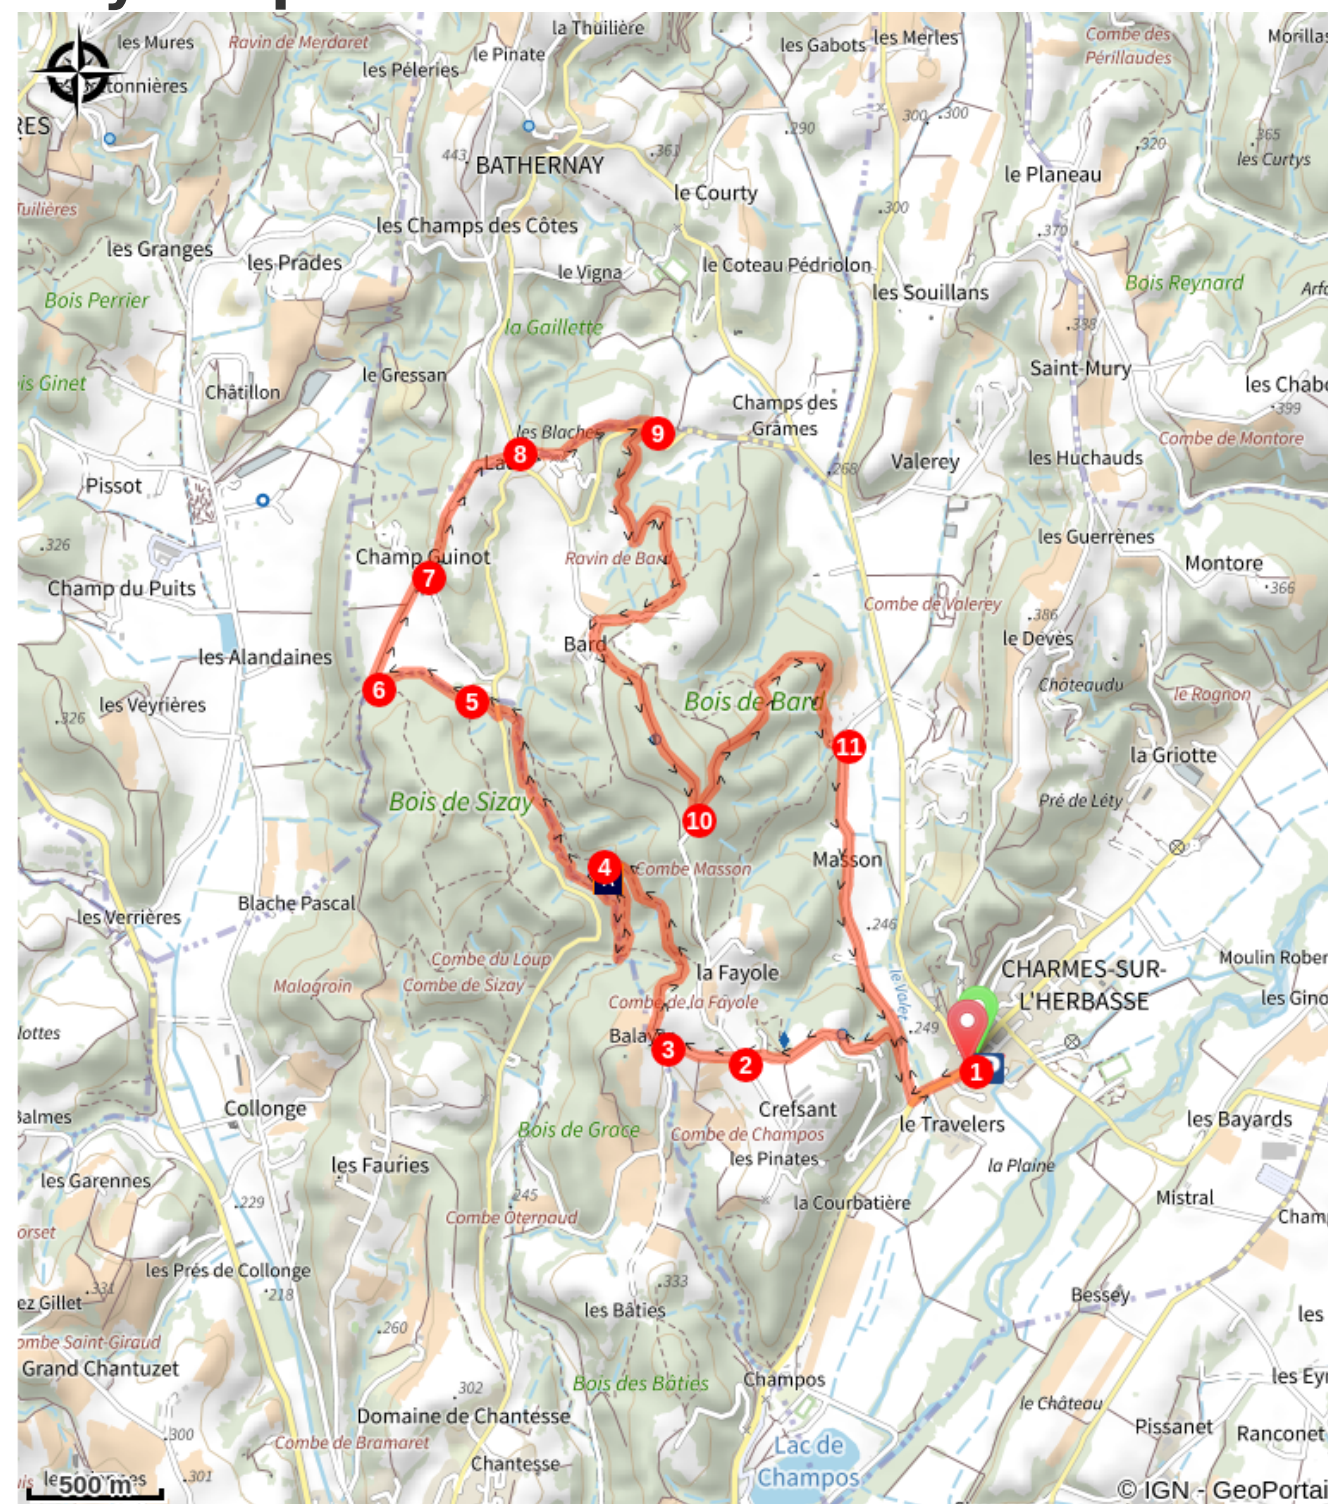 les Mures
Ravin de Merdaret
la Thuilière
le Pinate
les Gabots
les Merles
Combe des
Périllaudes
les Péleries
BATHERNAY
443
361
290
300
300
365
les Curtys
320
le Planeau
le Courty
Tuilières
les Granges
les Prades
les Champs des Côtes
le Vigna
le Coteau Pédriolon
300
370
les Souillans
Bois Reynard
Bois Perrier
la Gaillette
338
Saint-Mury
le Gressan
Châtillon
Champs des
Grâmes
399
Combe de Montore
les Blaches
9
8
268
Valerey
les Huchauds
Pissot
326
Champ Guinot
7
Ravin de Bard
les Guerrènes
Montore
366
Champ du Puits
Combe de Valerey
386
le Devès
les Alandaines
Bard
6
5
Bois de Bard
Châteaudu
le Rognon
les Veyrières
326
11
la Griotte
Bois de Sizay
10
Pré de Léty
4
Combe Masson
Masson
Blache Pascal
les Verrières
246
Combe du Loup
Combe de Sizay
la Fayole
CHARMES-SUR-
L'HERBASSE
Moulin Rober
les Gino
Malagroin
Combe de la Fayole
le Valet
249
3
2
1
Collonge
Crefsant
le Travelers
les Bayards
Bois de Grace
Combe de Champos
les Pinates
la Plaine
les Fauries
les Garennes
229
245
Combe Oternaud
la Courbatière
Mistral
les Prés de Collonge
331
218
333
les Bâties
Bessey
260
Grand Chantuzet
302
Bois des Bâties
Champos
le Château
Domaine de Chantesse
300
Combe de Bramaret
Pissanet
Ranconet
Lac de
Champos
301
Chantesse
500 m
© IGN - GeoPortai